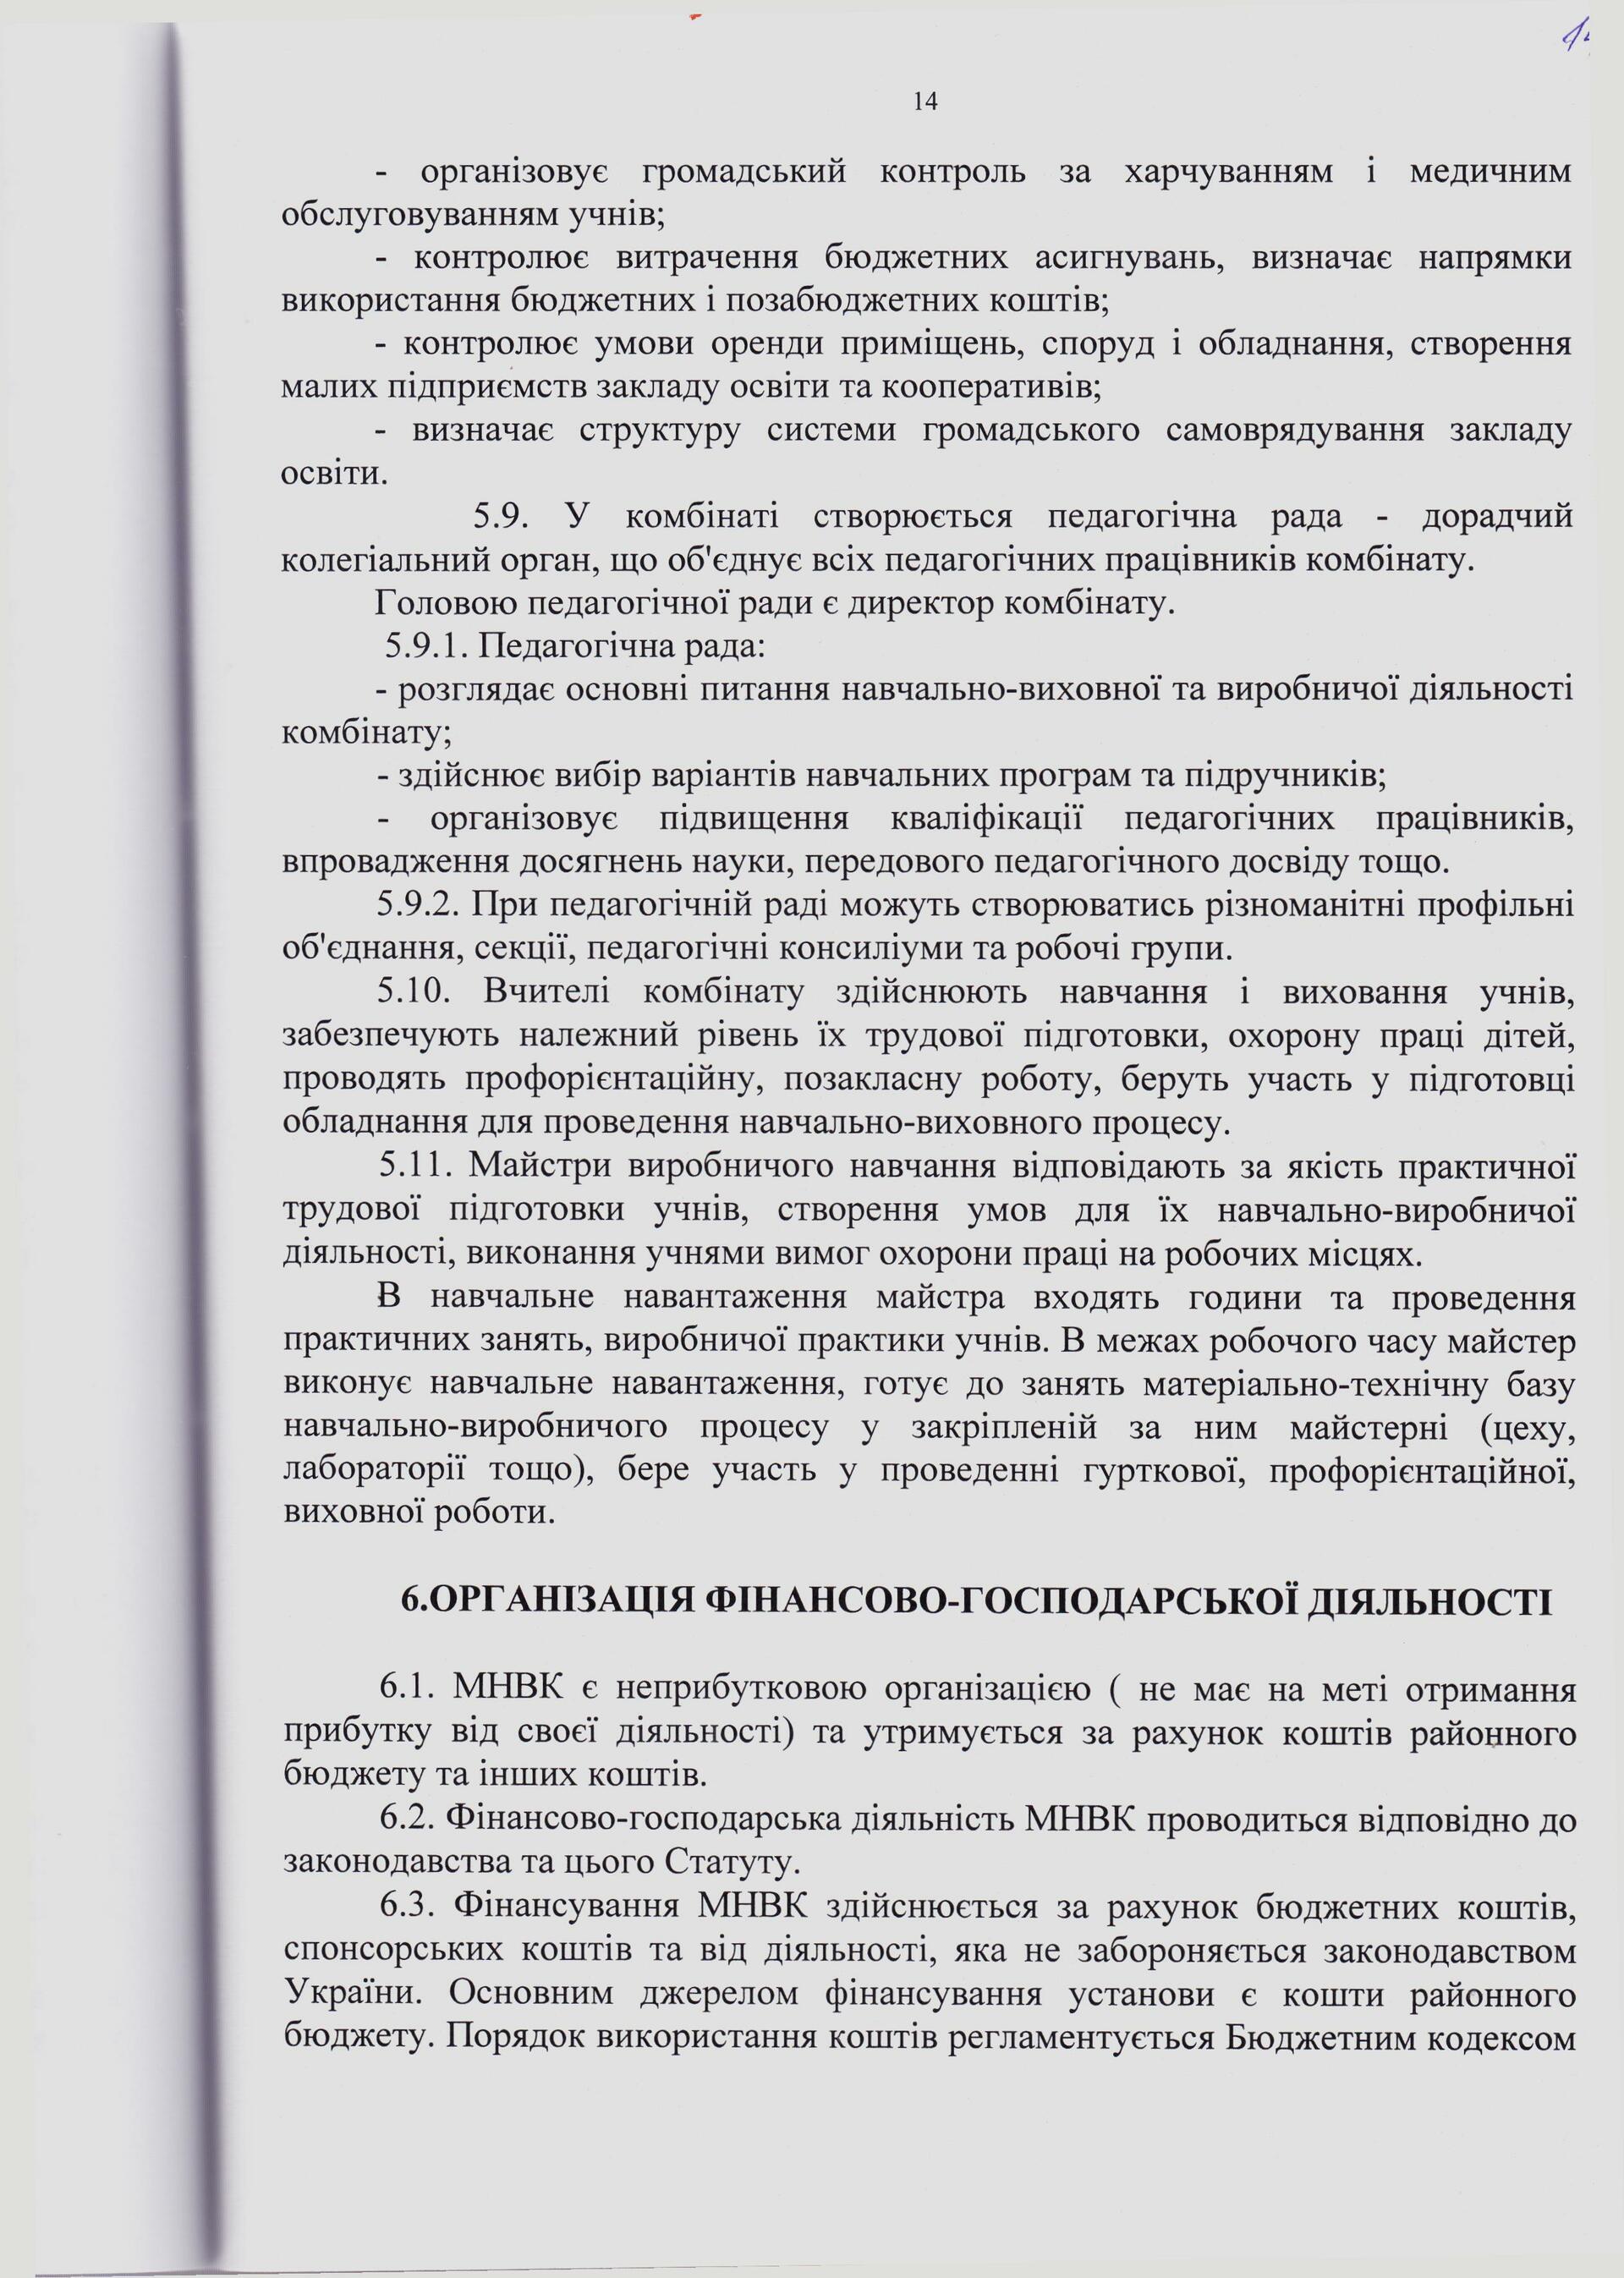 14
- організовує громадський контроль за харчуванням і медичним
обслуговуванням учнів;
- контролює витрачення бюджетних асигнувань, визначає напрямки
використання бюджетних і позабюджетних коштів;
- контролює умови оренди приміщень, споруд і обладнання, створення
малих підприємств закладу освіти та кооперативів;
- визначає структуру системи громадського самоврядування закладу
освіти.
5.9. У комбінаті створюється педагогічна рада - дорадчий
колегіальний орган, що об'єднує всіх педагогічних працівників комбінату.
Головою педагогічної ради є директор комбінату.
5.9.1. Педагогічна рада:
- розглядає основні питання навчально-виховної та виробничої діяльності
комбінату;
- здійснює вибір варіантів навчальних програм та підручників;
- організовує підвищення кваліфікації педагогічних працівників,
впровадження досягнень науки, передового педагогічного досвіду тощо.
5.9.2. При педагогічній раді можуть створюватись різноманітні профільні
об'єднання, секції, педагогічні консиліуми та робочі групи.
5.10. Вчителі комбінату здійснюють навчання і виховання учнів,
забезпечують належний рівень їх трудової підготовки, охорону праці дітей,
проводять профорієнтаційну, позакласну роботу, беруть участь у підготовці
обладнання для проведення навчально-виховного процесу.
5.11. Майстри виробничого навчання відповідають за якість практичної
трудової підготовки учнів, створення умов для їх навчально-виробничої
діяльності, виконання учнями вимог охорони праці на робочих місцях.
В навчальне навантаження майстра входять години та проведення
практичних занять, виробничої практики учнів. В межах робочого часу майстер
виконує навчальне навантаження, готує до занять матеріально-технічну базу
навчально-виробничого процесу у закріпленій за ним майстерні (цеху,
лабораторії тощо), бере участь у проведенні гурткової, профорієнтаційної,
виховної роботи.
6.ОРГАНІЗАЦІЯ ФІНАНСОВО-ГОСПОДАРСЬКОЇ ДІЯЛЬНОСТІ
6.1. МНВК є неприбутковою організацією ( не має на меті отримання
прибутку від своєї діяльності) та утримується за рахунок коштів районного
бюджету та інших коштів.
6.2. Фінансово-господарська діяльність МНВК проводиться відповідно до
законодавства та цього Статуту.
6.3. Фінансування МНВК здійснюється за рахунок бюджетних коштів,
спонсорських коштів та від діяльності, яка не забороняється законодавством
України. Основним джерелом фінансування установи є кошти районного
бюджету. Порядок використання коштів регламентується Бюджетним кодексом